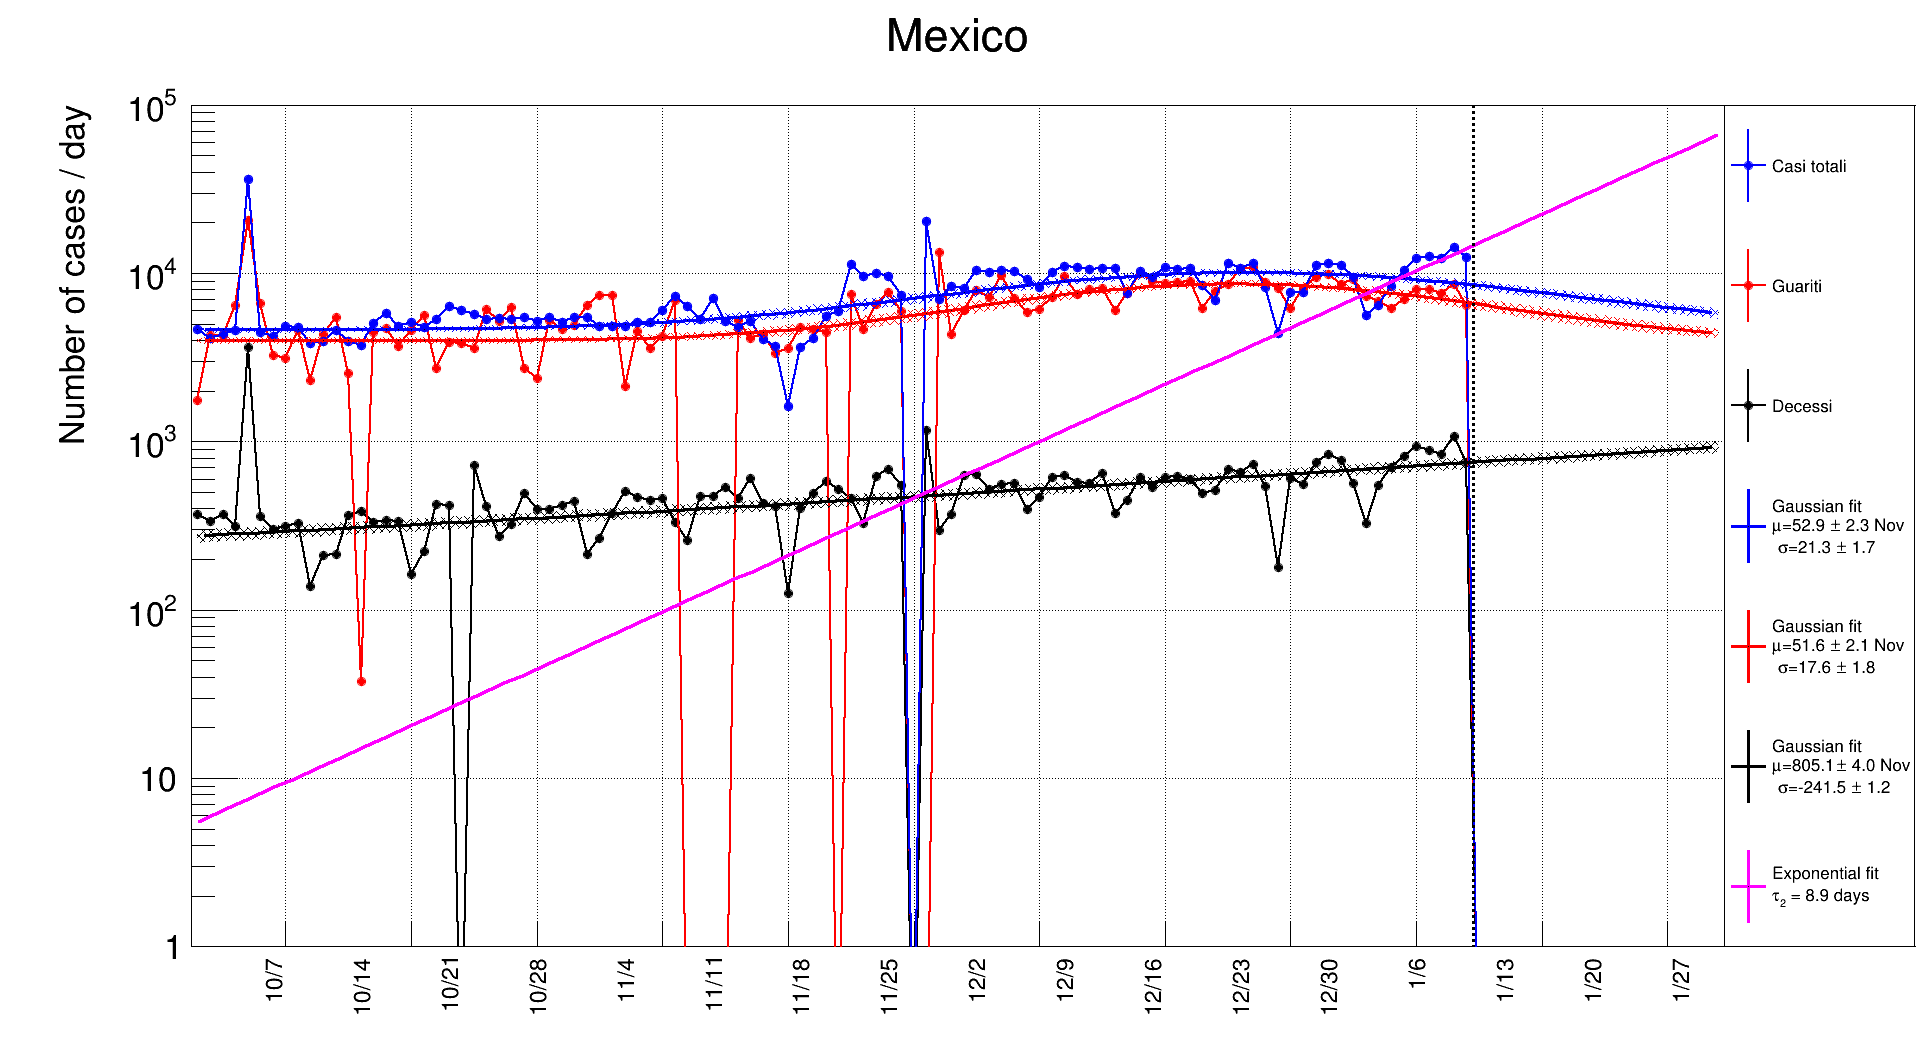 Mexico
Number of cases / day
10^5
10^4
10^3
10^2
10
1
10/7
10/14
10/21
10/28
11/4
11/11
11/18
11/25
12/2
12/9
12/16
12/23
12/30
1/6
1/13
1/20
1/27
Casi totali
Guariti
Decessi
Gaussian fit
μ=52.9 ± 2.3 Nov
σ=21.3 ± 1.7
Gaussian fit
μ=51.6 ± 2.1 Nov
σ=17.6 ± 1.8
Gaussian fit
μ=805.1 ± 4.0 Nov
σ=-241.5 ± 1.2
Exponential fit
τ₂ = 8.9 days